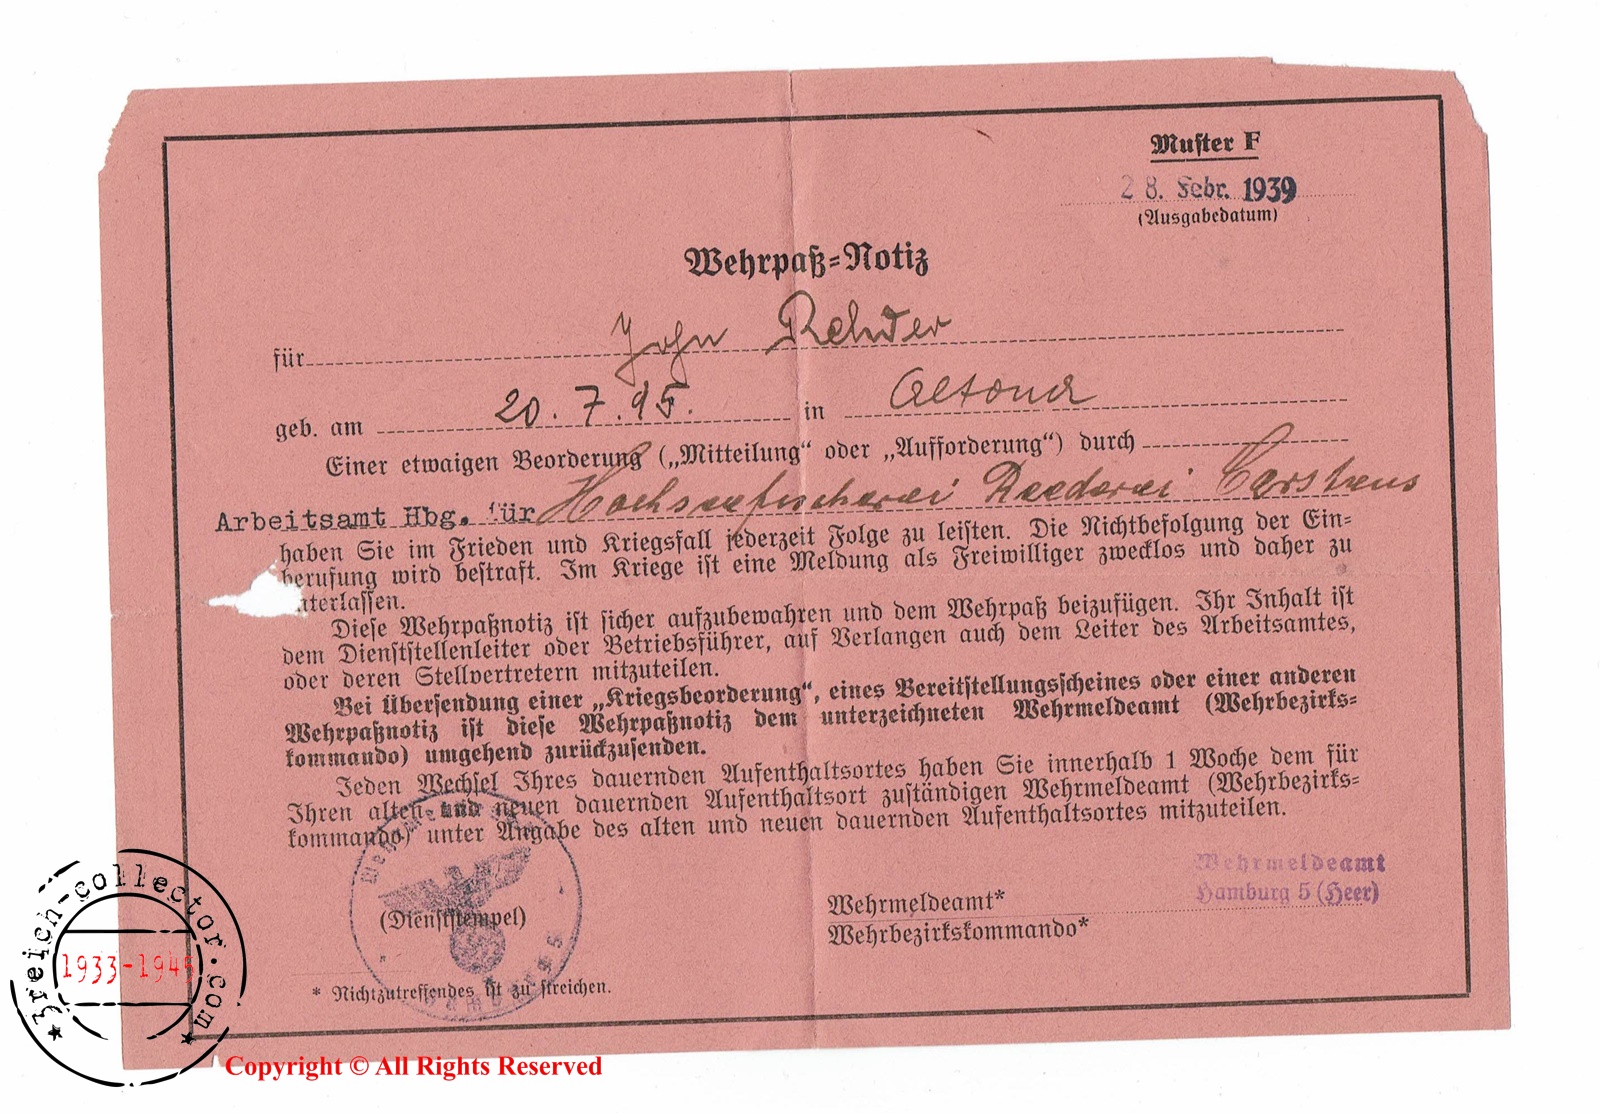 Muster F
28. Febr. 1939
(Ausgabedatum)
Wehrpaß=Notiz
für John Rehder
geb. am 20. 7. 95. in Altona
Einer etwaigen Beorderung („Mitteilung“ oder „Aufforderung“) durch
Arbeitsamt Hbg. für Hochseefischerei Reederei Carstens
haben Sie im Frieden und Kriegsfall jederzeit Folge zu leisten. Die Nichtbefolgung der Ein=
berufung wird bestraft. Im Kriege ist eine Meldung als Freiwilliger zwecklos und daher zu
nterlassen.
Diese Wehrpaßnotiz ist sicher aufzubewahren und dem Wehrpaß beizufügen. Ihr Inhalt ist
dem Dienststellenleiter oder Betriebsführer, auf Verlangen auch dem Leiter des Arbeitsamtes,
oder deren Stellvertretern mitzuteilen.
Bei Übersendung einer „Kriegsbeorderung“, eines Bereitstellungsscheines oder einer anderen
Wehrpaßnotiz ist diese Wehrpaßnotiz dem unterzeichneten Wehrmeldeamt (Wehrbezirks=
kommando) umgehend zurückzusenden.
Jeden Wechsel Ihres dauernden Aufenthaltsortes haben Sie innerhalb 1 Woche dem für
Ihren alten und neuen dauernden Aufenthaltsort zuständigen Wehrmeldeamt (Wehrbezirks=
kommando) unter Angabe des alten und neuen dauernden Aufenthaltsortes mitzuteilen.
Wehrmeldeamt
Hamburg 5 (Heer)
Wehrmeldeamt*
Wehrbezirkskommando*
(Dienststempel)
Hamburg 5
* Nichtzutreffendes ist zu streichen.
3reich-collector.com
1933-1945
Copyright © All Rights Reserved